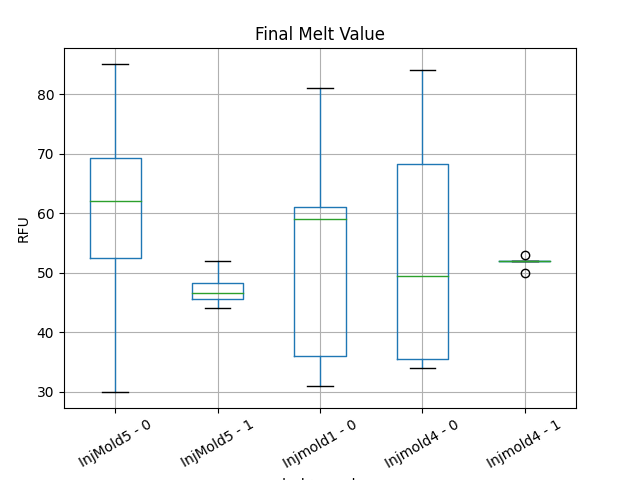 Final Melt Value
RFU
80
70
60
50
40
30
InjMold5 - 0
InjMold5 - 1
Injmold1 - 0
Injmold4 - 0
Injmold4 - 1